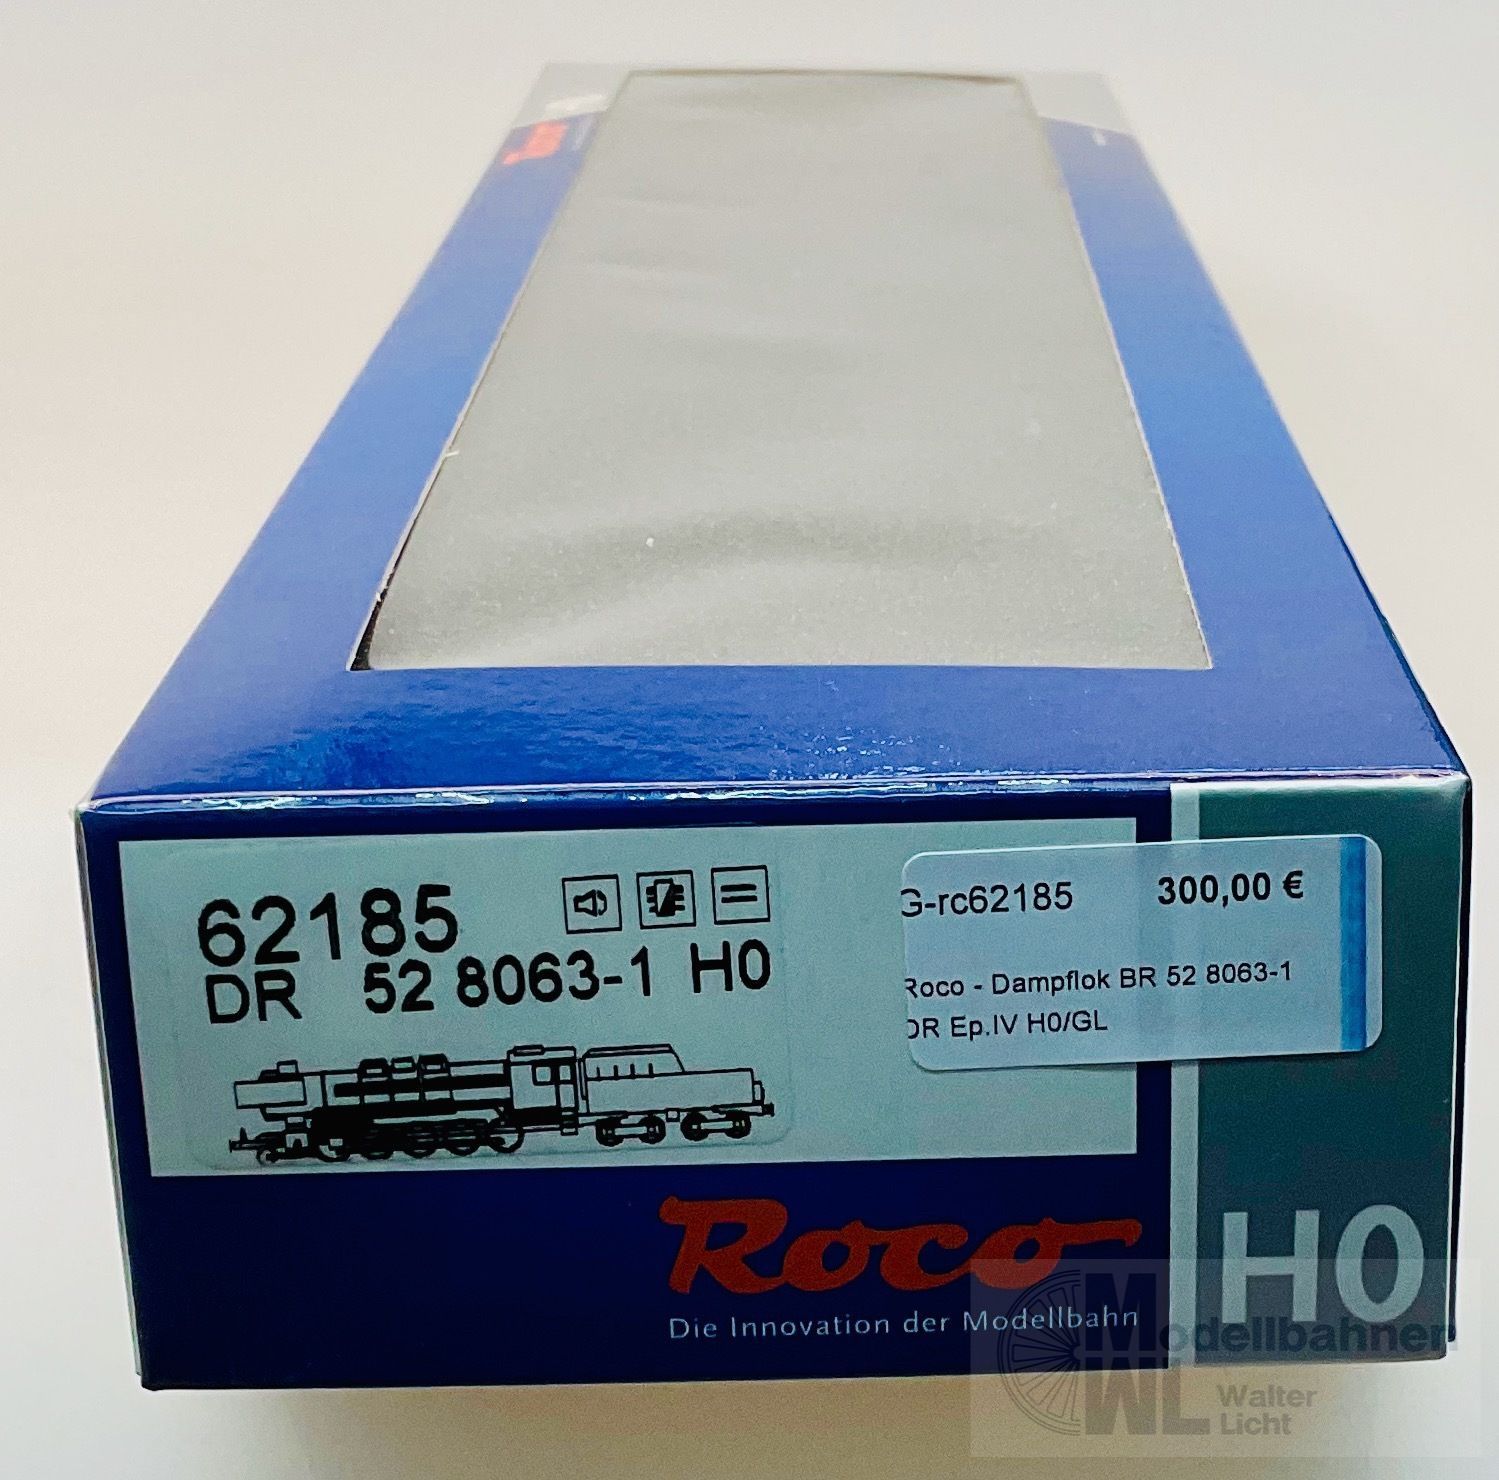 62185
DR 52 8063-1 H0
G-rc62185 300,00 €
Roco - Dampflok BR 52 8063-1
DR Ep.IV H0/GL
Roco
Die Innovation der Modellbahn
H0
Modellbahnen
WL Walter
Licht